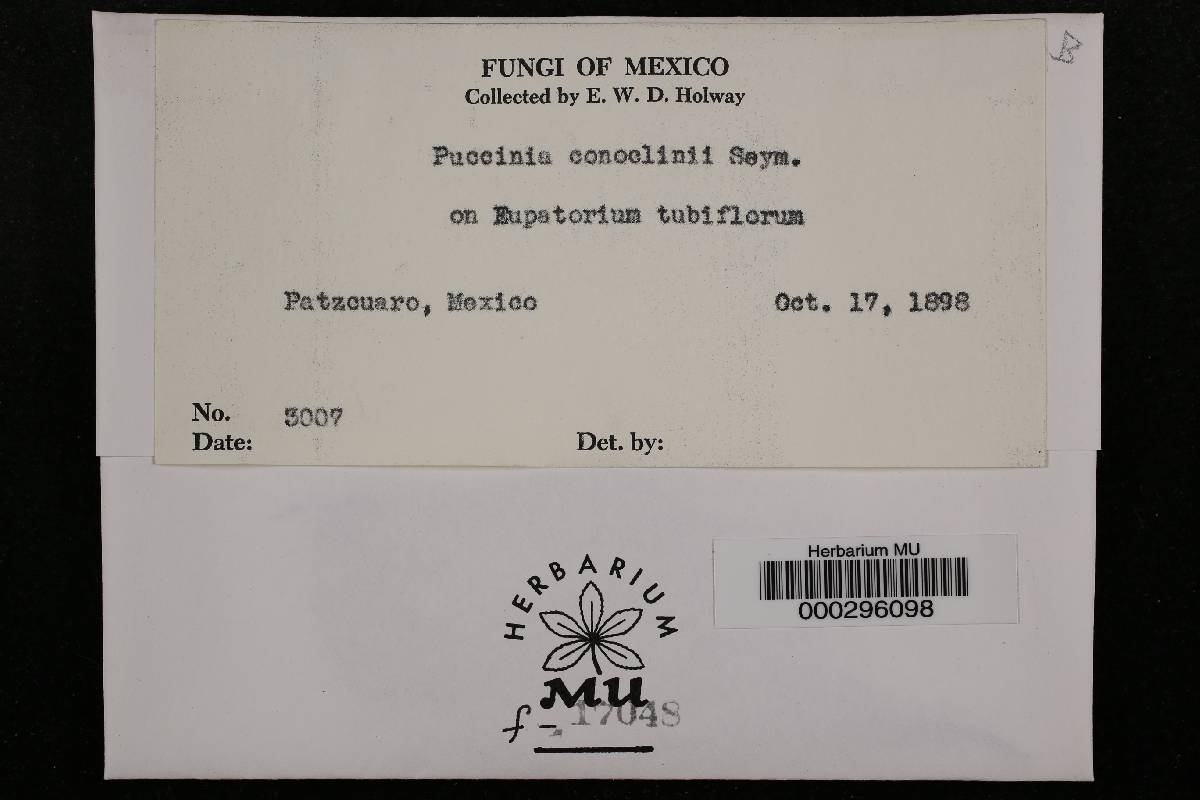 FUNGI OF MEXICO
Collected by E. W. D. Holway
Puccinia conoclinii Seym.
on Eupatorium tubiflorum
Patzcuaro, Mexico Oct. 17, 1898
No. 3007
Date: Det. by:
HERBARIUM
MU
f - 17048
Herbarium MU
000296098